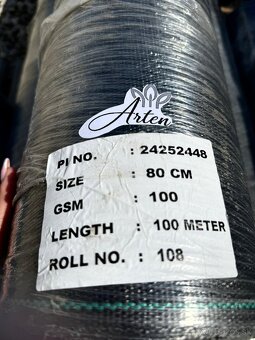 Arten
PI NO. : 24252448
SIZE : 80 CM
GSM : 100
LENGTH : 100 METER
ROLL NO. : 108